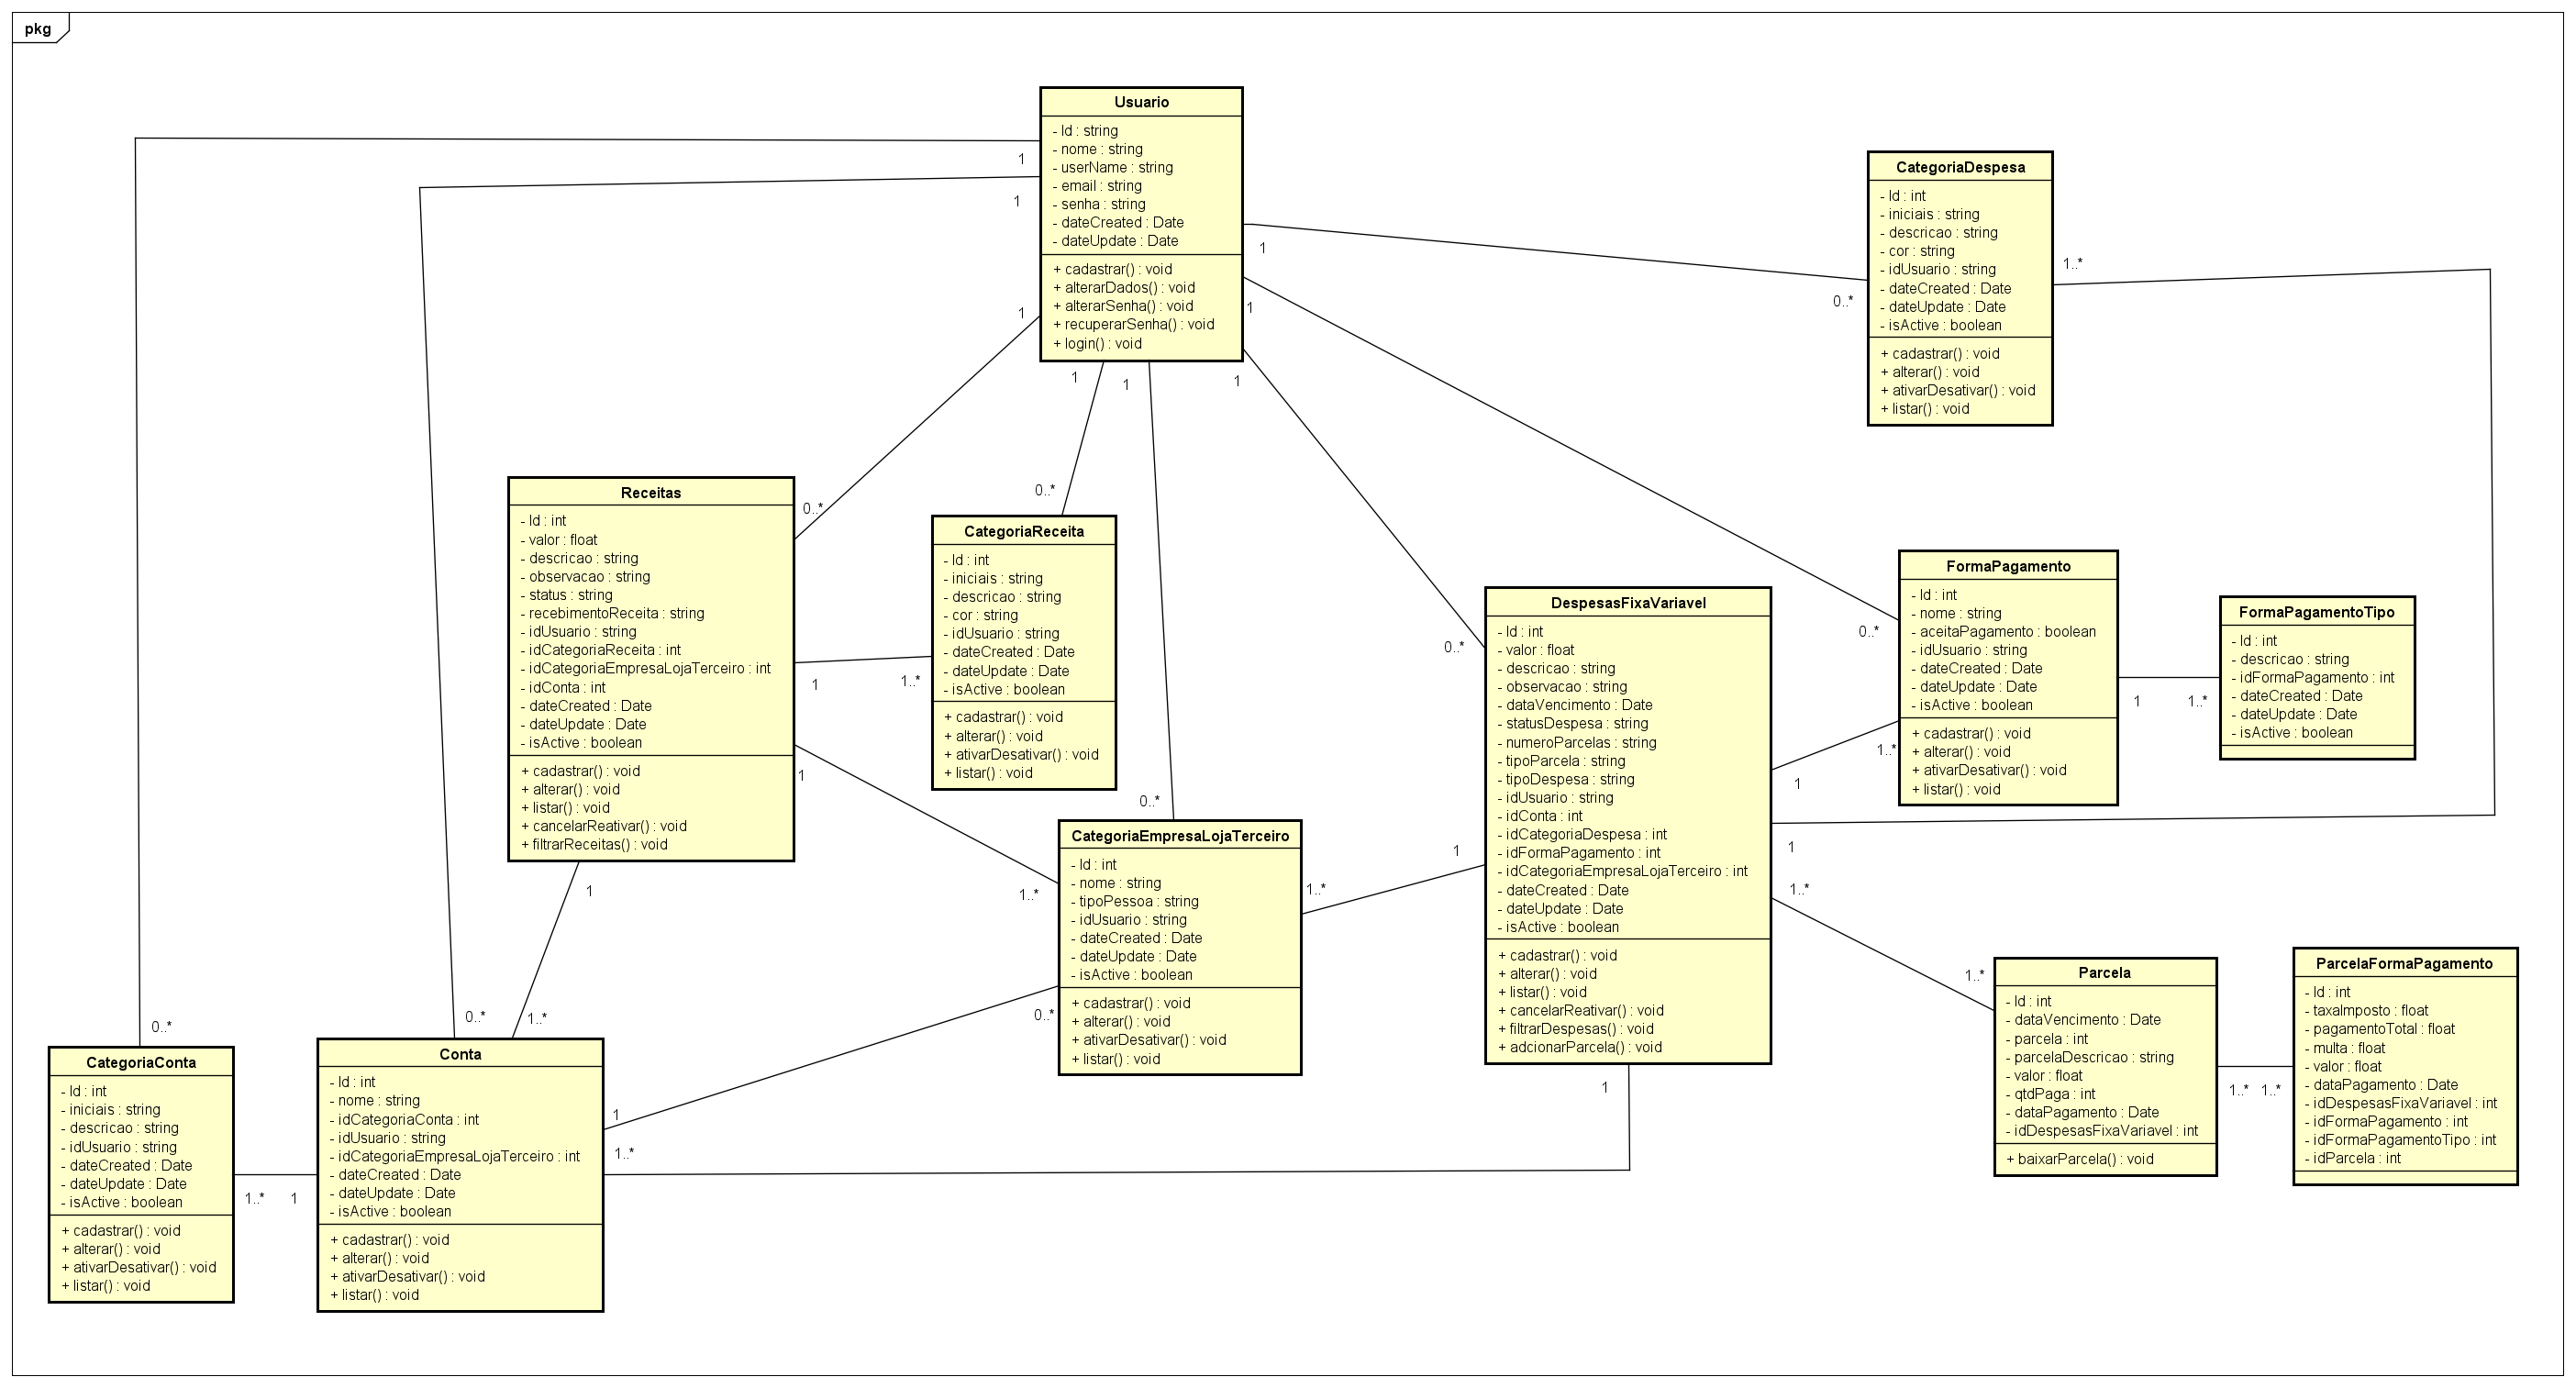 pkg
Usuario
- Id : string
- nome : string
- userName : string
- email : string
- senha : string
- dateCreated : Date
- dateUpdate : Date
+ cadastrar() : void
+ alterarDados() : void
+ alterarSenha() : void
+ recuperarSenha() : void
+ login() : void
1
1
1
1
1
1
1
1
CategoriaDespesa
- Id : int
- iniciais : string
- descricao : string
- cor : string
- idUsuario : string
- dateCreated : Date
- dateUpdate : Date
- isActive : boolean
+ cadastrar() : void
+ alterar() : void
+ ativarDesativar() : void
+ listar() : void
0..*
1..*
Receitas
- Id : int
- valor : float
- descricao : string
- observacao : string
- status : string
- recebimentoReceita : string
- idUsuario : string
- idCategoriaReceita : int
- idCategoriaEmpresaLojaTerceiro : int
- idConta : int
- dateCreated : Date
- dateUpdate : Date
- isActive : boolean
+ cadastrar() : void
+ alterar() : void
+ listar() : void
+ cancelarReativar() : void
+ filtrarReceitas() : void
0..*
1
1
1
CategoriaReceita
- Id : int
- iniciais : string
- descricao : string
- cor : string
- idUsuario : string
- dateCreated : Date
- dateUpdate : Date
- isActive : boolean
+ cadastrar() : void
+ alterar() : void
+ ativarDesativar() : void
+ listar() : void
0..*
1..*
CategoriaEmpresaLojaTerceiro
- Id : int
- nome : string
- tipoPessoa : string
- idUsuario : string
- dateCreated : Date
- dateUpdate : Date
- isActive : boolean
+ cadastrar() : void
+ alterar() : void
+ ativarDesativar() : void
+ listar() : void
0..*
1..*
1..*
0..*
DespesasFixaVariavel
- Id : int
- valor : float
- descricao : string
- observacao : string
- dataVencimento : Date
- statusDespesa : string
- numeroParcelas : string
- tipoParcela : string
- tipoDespesa : string
- idUsuario : string
- idConta : int
- idCategoriaDespesa : int
- idFormaPagamento : int
- idCategoriaEmpresaLojaTerceiro : int
- dateCreated : Date
- dateUpdate : Date
- isActive : boolean
+ cadastrar() : void
+ alterar() : void
+ listar() : void
+ cancelarReativar() : void
+ filtrarDespesas() : void
+ adcionarParcela() : void
0..*
1
1
1
1..*
1
FormaPagamento
- Id : int
- nome : string
- aceitaPagamento : boolean
- idUsuario : string
- dateCreated : Date
- dateUpdate : Date
- isActive : boolean
+ cadastrar() : void
+ alterar() : void
+ ativarDesativar() : void
+ listar() : void
0..*
1..*
1
1..*
FormaPagamentoTipo
- Id : int
- descricao : string
- idFormaPagamento : int
- dateCreated : Date
- dateUpdate : Date
- isActive : boolean
Parcela
- Id : int
- dataVencimento : Date
- parcela : int
- parcelaDescricao : string
- valor : float
- qtdPaga : int
- dataPagamento : Date
- idDespesasFixaVariavel : int
+ baixarParcela() : void
1..*
1..*
1..*
ParcelaFormaPagamento
- Id : int
- taxaImposto : float
- pagamentoTotal : float
- multa : float
- valor : float
- dataPagamento : Date
- idDespesasFixaVariavel : int
- idFormaPagamento : int
- idFormaPagamentoTipo : int
- idParcela : int
CategoriaConta
- Id : int
- iniciais : string
- descricao : string
- idUsuario : string
- dateCreated : Date
- dateUpdate : Date
- isActive : boolean
+ cadastrar() : void
+ alterar() : void
+ ativarDesativar() : void
+ listar() : void
0..*
1..*
1
Conta
- Id : int
- nome : string
- idCategoriaConta : int
- idUsuario : string
- idCategoriaEmpresaLojaTerceiro : int
- dateCreated : Date
- dateUpdate : Date
- isActive : boolean
+ cadastrar() : void
+ alterar() : void
+ ativarDesativar() : void
+ listar() : void
0..*
1..*
1
1..*